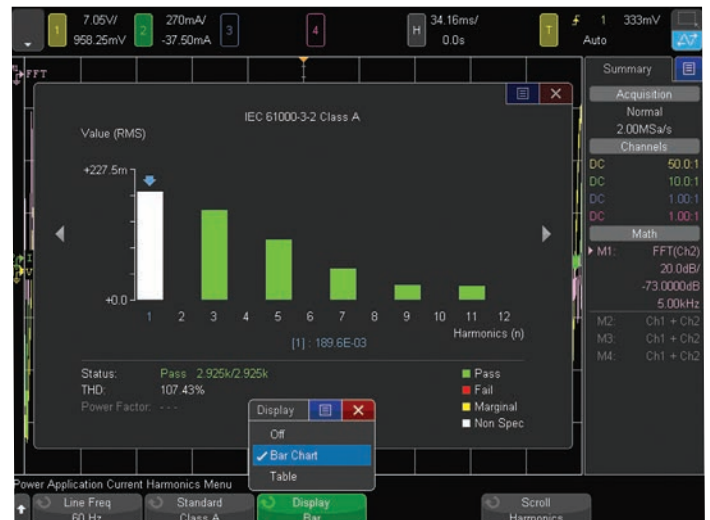 1 7.05V/ 958.25mV 2 270mA/ -37.50mA 3 4 H 34.16ms/ 0.0s T 1 333mV Auto
FFT
Summary
Acquisition
Normal
2.00MSa/s
Channels
DC 50.0:1
DC 10.0:1
DC 1.00:1
DC 1.00:1
Math
M1: FFT(Ch2)
20.0dB/
-73.0000dB
5.00kHz
M2: Ch1 + Ch2
M3: Ch1 + Ch2
M4: Ch1 + Ch2
IEC 61000-3-2 Class A
Value (RMS)
+227.5m
+0.0
1 2 3 4 5 6 7 8 9 10 11 12
Harmonics (n)
[1] : 189.6E-03
Status: Pass 2.925k/2.925k
THD: 107.43%
Power Factor: - - -
Pass
Fail
Marginal
Non Spec
Display
Off
Bar Chart
Table
Power Application Current Harmonics Menu
Line Freq
60 Hz
Standard
Class A
Display
Bar
Scroll
Harmonics